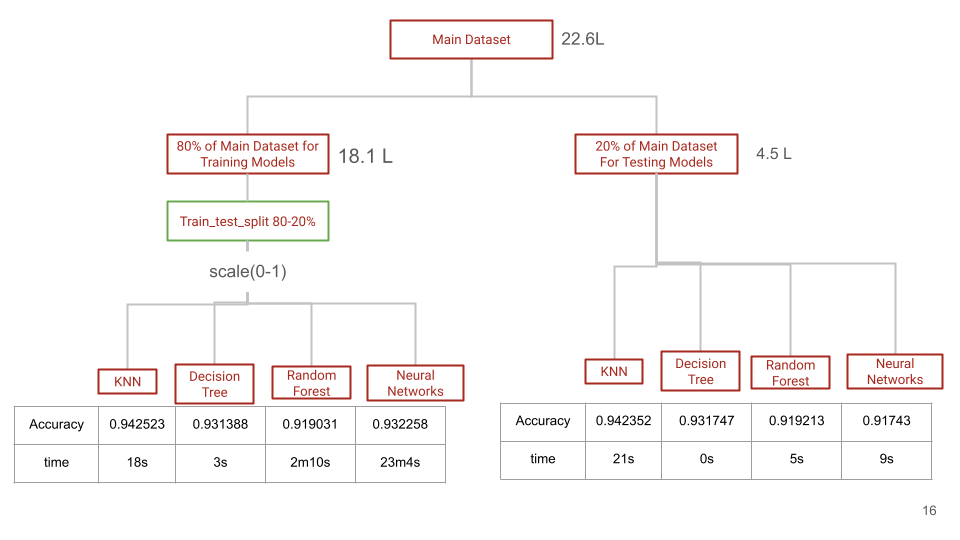 Main Dataset
22.6L
80% of Main Dataset for
Training Models
18.1 L
20% of Main Dataset
For Testing Models
4.5 L
Train_test_split 80-20%
scale(0-1)
KNN
Decision
Tree
Random
Forest
Neural
Networks
Accuracy 0.942523 0.931388 0.919031 0.932258
time 18s 3s 2m10s 23m4s
KNN
Decision
Tree
Random
Forest
Neural
Networks
Accuracy 0.942352 0.931747 0.919213 0.91743
time 21s 0s 5s 9s
16